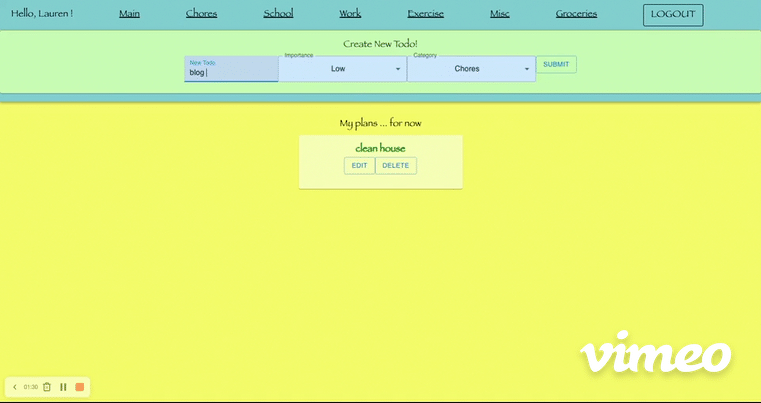 Hello, Lauren ! Main Chores School Work Exercise Misc Groceries LOGOUT
Create New Todo!
New Todo Importance Category
blog Low Chores SUBMIT
My plans ... for now
clean house
EDIT DELETE
vimeo
01:30